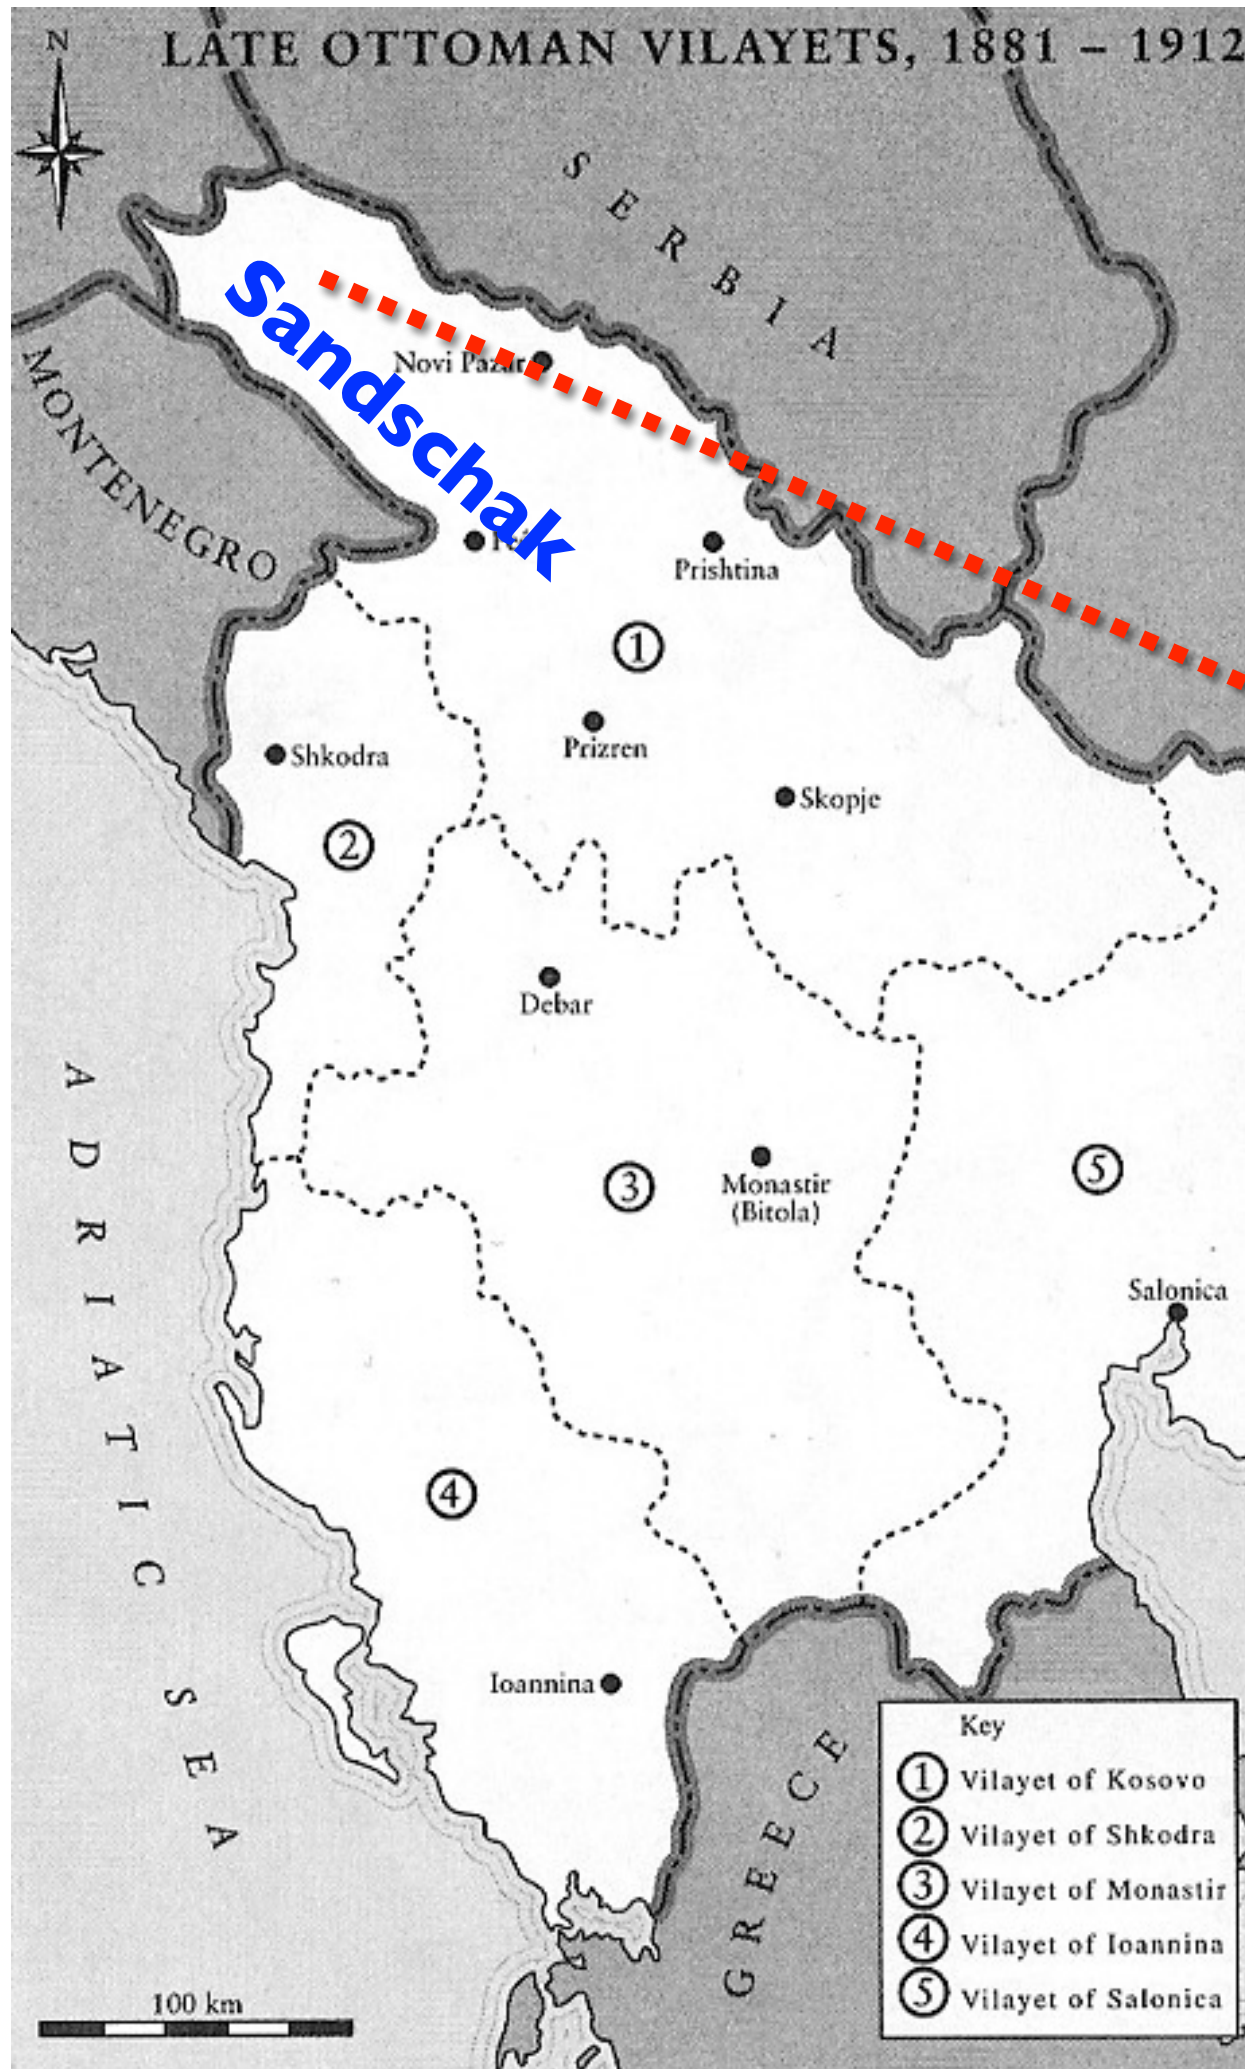 LATE OTTOMAN VILAYETS, 1881 – 1912
N
SERBIA
Sandschak
Novi Pazar
MONTENEGRO
Prishtina
1
Prizren
Shkodra
Skopje
2
Debar
ADRIATIC SEA
3
Monastir
(Bitola)
5
Salonica
4
Ioannina
GREECE
Key
1 Vilayet of Kosovo
2 Vilayet of Shkodra
3 Vilayet of Monastir
4 Vilayet of Ioannina
5 Vilayet of Salonica
100 km